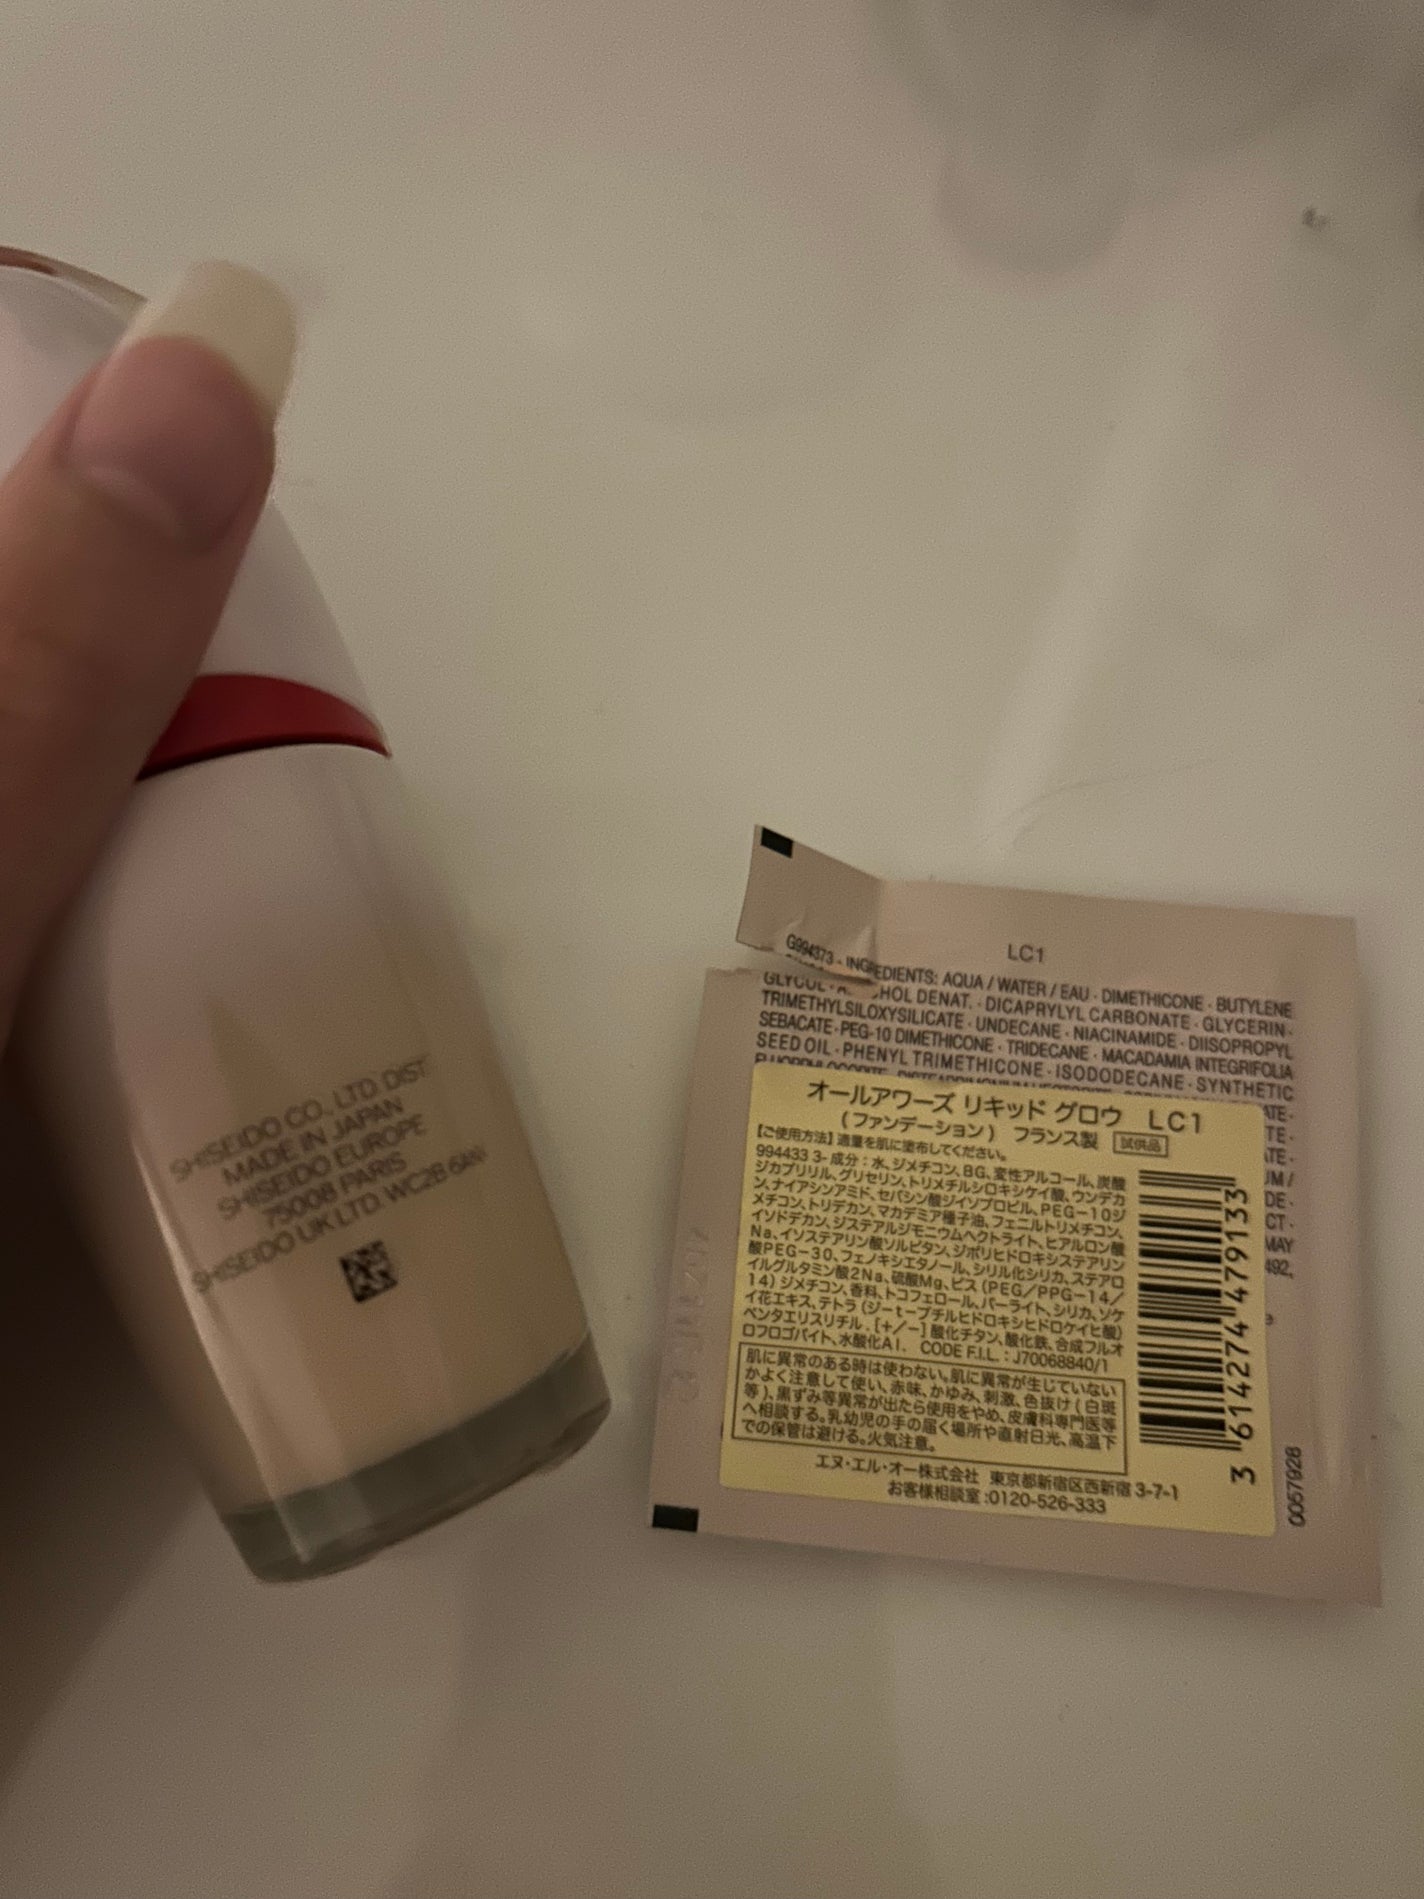 SHISEIDO CO., LTD. DIST.
MADE IN JAPAN
SHISEIDO EUROPE
75008 PARIS
SHISEIDO UK LTD. WC2B 6AN
LC1
G994373 - INGREDIENTS: AQUA / WATER / EAU · DIMETHICONE · BUTYLENE
GLYCOL · DENAT. · DICAPRYLYL CARBONATE · GLYCERIN ·
TRIMETHYLSILOXYSILICATE · UNDECANE · NIACINAMIDE · DIISOPROPYL
SEBACATE · PEG-10 DIMETHICONE · TRIDECANE · MACADAMIA INTEGRIFOLIA
SEED OIL · PHENYL TRIMETHICONE · ISODODECANE · SYNTHETIC
オールアワーズ リキッド グロウ LC1
(ファンデーション) フランス製 試供品
【ご使用方法】適量を肌に塗布してください。
994433 3- 成分：水、ジメチコン、BG、変性アルコール、炭酸
ジカプリリル、グリセリン、トリメチルシロキシケイ酸、ウンデカ
ン、ナイアシンアミド、セバシン酸ジイソプロピル、PEG-10ジ
メチコン、トリデカン、マカデミア種子油、フェニルトリメチコン、
イソドデカン、ジステアルジモニウムヘクトライト、ヒアルロン酸
Na、イソステアリン酸ソルビタン、ジポリヒドロキシステアリン
酸PEG-30、フェノキシエタノール、シリル化シリカ、ステアロ
イルグルタミン酸2Na、硫酸Mg、ビス（PEG／PPG-14／
14）ジメチコン、香料、トコフェロール、パーライト、シリカ、ソケ
イ花エキス、テトラ（ジ-t-ブチルヒドロキシヒドロケイヒ酸）
ペンタエリスリチル．[+／-] 酸化チタン、酸化鉄、合成フルオ
ロフロゴパイト、水酸化Al． CODE F.I.L. : J70068840/1
肌に異常のある時は使わない。肌に異常が生じていない
かよく注意して使い、赤味、かゆみ、刺激、色抜け（白斑
等）、黒ずみ等異常が出たら使用をやめ、皮膚科専門医等
へ相談する。乳幼児の手の届く場所や直射日光、高温下
での保管は避ける。火気注意。
エヌ・エル・オー株式会社 東京都新宿区西新宿 3-7-1
お客様相談室 :0120-526-333
3 614274 479133
0057928
ATE ·
TE ·
ATE ·
UM /
DE ·
CT ·
MAY
492,